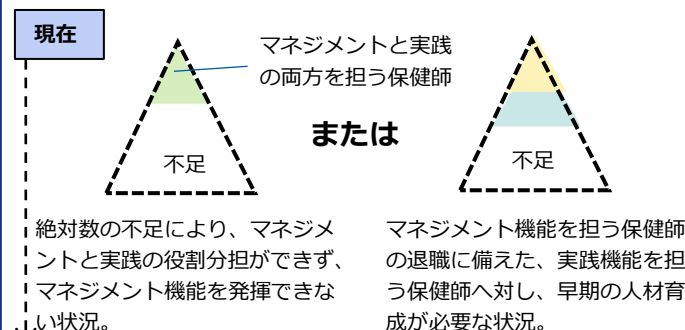 現在
マネジメントと実践
の両方を担う保健師
または
不足
不足
絶対数の不足により、マネジメ
ントと実践の役割分担ができず、
マネジメント機能を発揮できな
い状況。
マネジメント機能を担う保健師
の退職に備えた、実践機能を担
う保健師へ対し、早期の人材育
成が必要な状況。